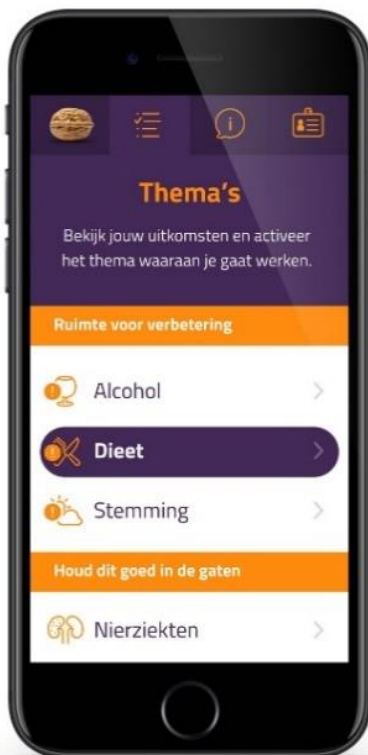 Thema's
Bekijk jouw uitkomsten en activeer
het thema waaraan je gaat werken.
Ruimte voor verbetering
Alcohol
Dieet
Stemming
Houd dit goed in de gaten
Nierziekten